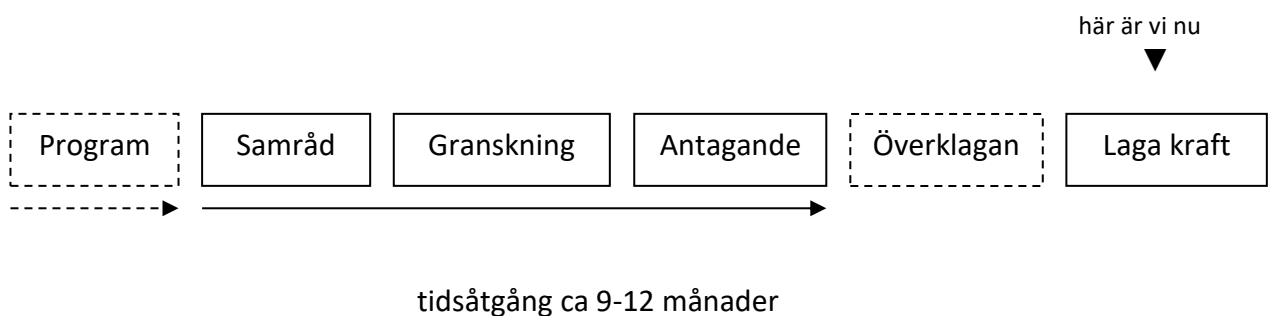 här är vi nu
Program Samråd Granskning Antagande Överklagan Laga kraft
tidsåtgång ca 9-12 månader